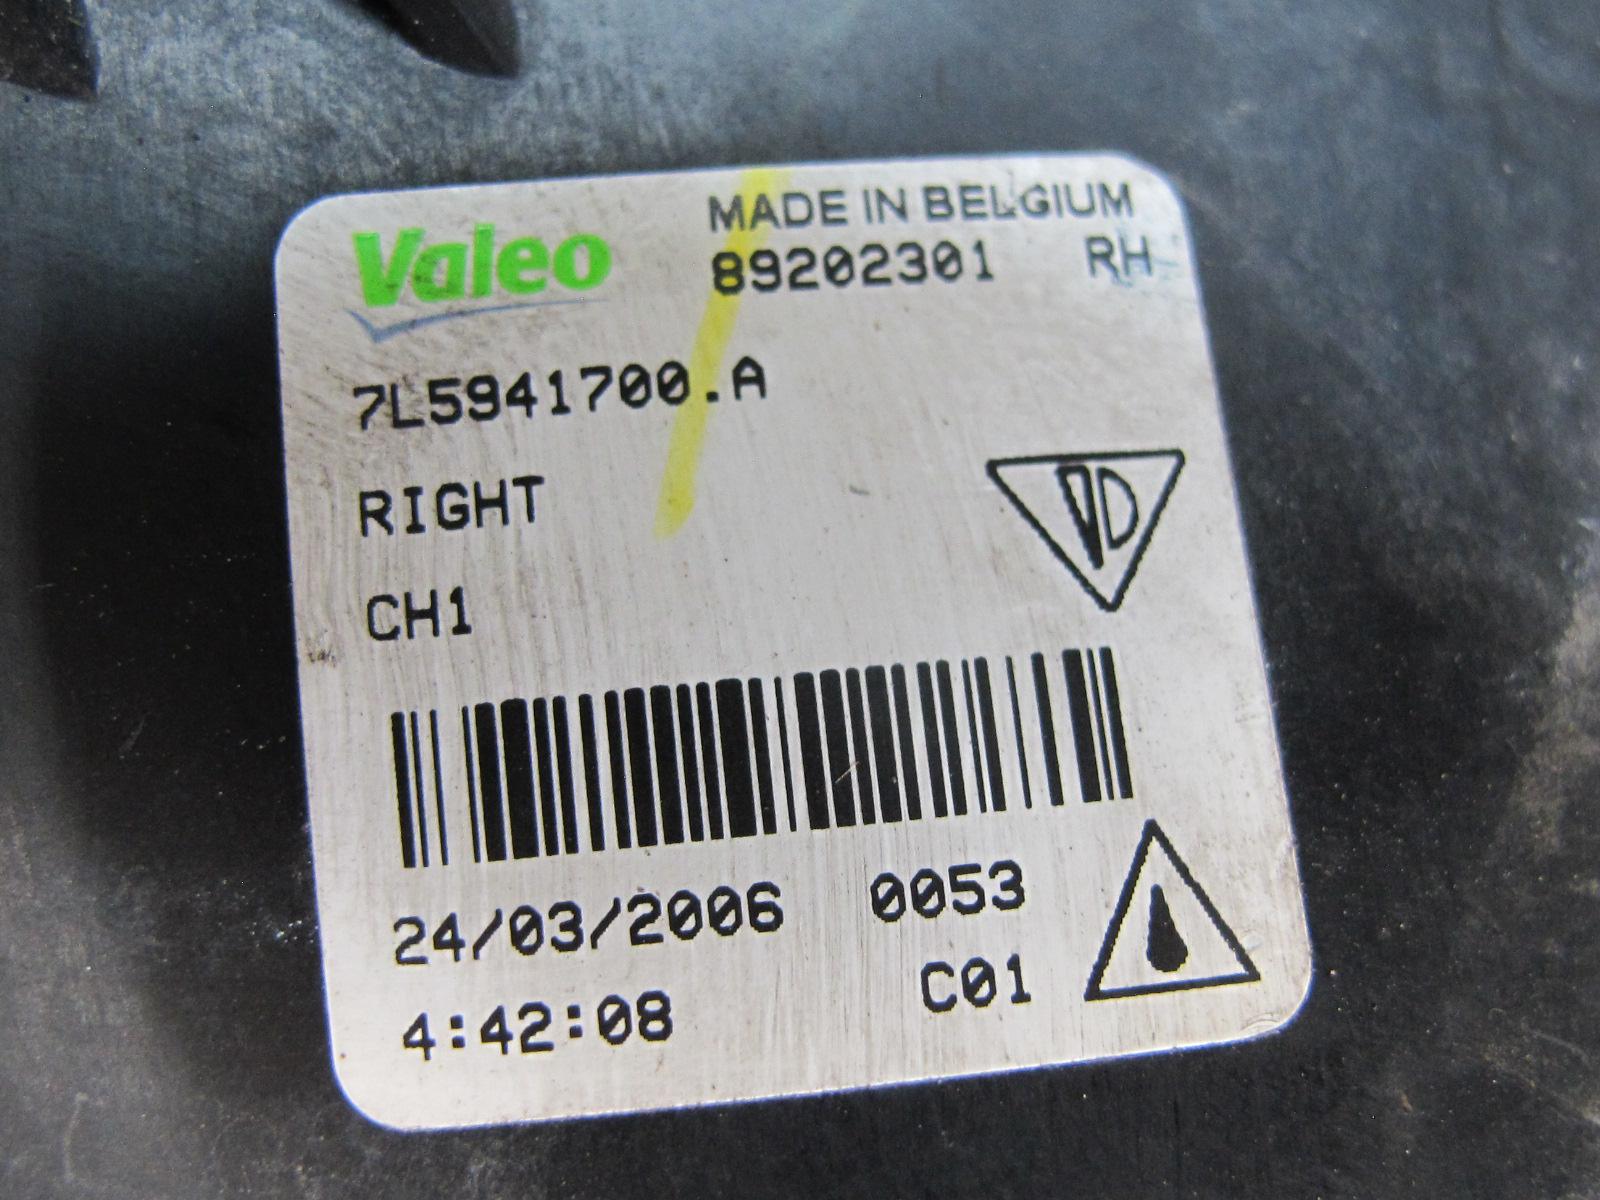 Valeo
MADE IN BELGIUM
89202301 RH
7L5941700.A
RIGHT
CH1
24/03/2006 0053
C01
4:42:08